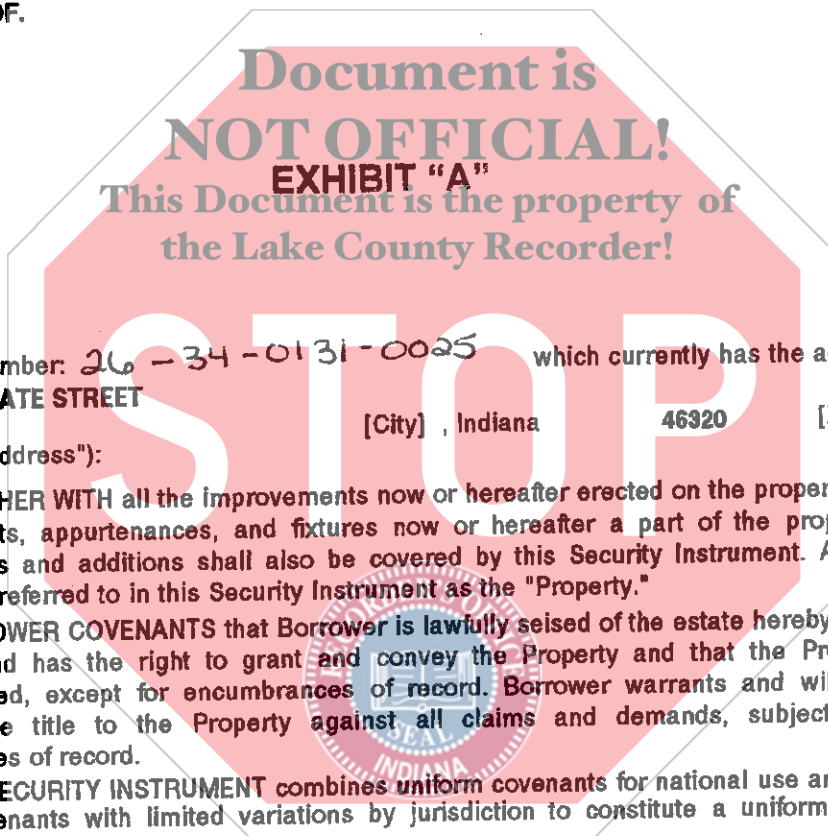 OF.
Document is
NOT OFFICIAL!
EXHIBIT “A”
This Document is the property of
the Lake County Recorder!
STOP
mber: 26-34-0131-0025 which currently has the a
ATE STREET
[City] , Indiana 46320 [
ddress"):
HER WITH all the improvements now or hereafter erected on the proper
ts, appurtenances, and fixtures now or hereafter a part of the prop
s and additions shall also be covered by this Security Instrument. A
referred to in this Security Instrument as the "Property."
OWER COVENANTS that Borrower is lawfully seised of the estate hereby
d has the right to grant and convey the Property and that the Pro
ed, except for encumbrances of record. Borrower warrants and wil
e title to the Property against all claims and demands, subject
es of record.
SEAL
INDIANA
ECURITY INSTRUMENT combines uniform covenants for national use an
enants with limited variations by jurisdiction to constitute a uniform